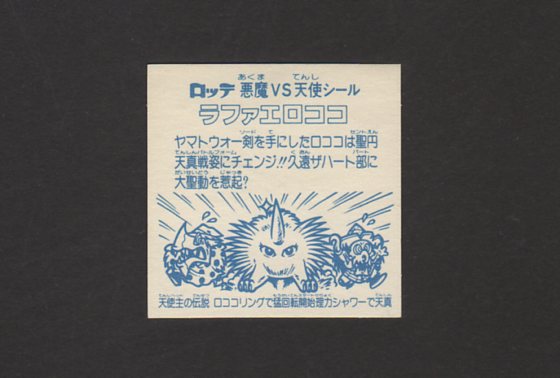 ロッテ 悪魔VS天使シール
ラファエロココ
ヤマトウォー剣を手にしたロココは聖円
天真戦姿にチェンジ!!久遠ザハート部に
大聖動を惹起?
天使主の伝説 ロココリングで猛回転開始理力シャワーで天真